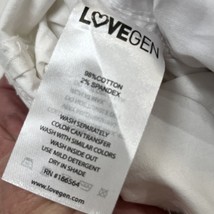 LOVEGEN
98% COTTON
2% SPANDEX
WASH SEPARATELY
COLOR CAN TRANSFER
WASH WITH SIMILAR COLORS
WASH INSIDE OUT
USE MILD DETERGENT
DRY IN SHADE
RN #166564
www.lovegen.com